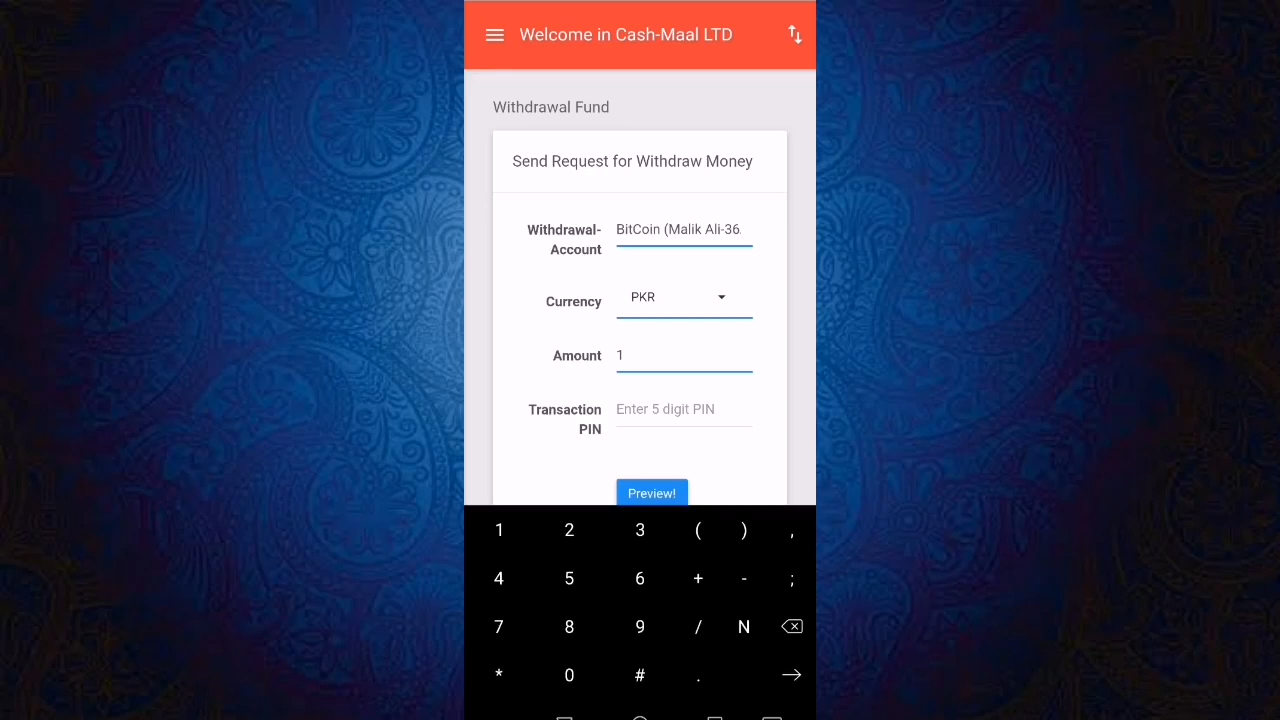 Welcome in Cash-Maal LTD
Withdrawal Fund
Send Request for Withdraw Money
Withdrawal-
Account
BitCoin (Malik Ali-36.
Currency
PKR
Amount
1
Transaction
PIN
Enter 5 digit PIN
Preview!
1 2 3 ( ) ,
4 5 6 + - ;
7 8 9 / N
* 0 # .